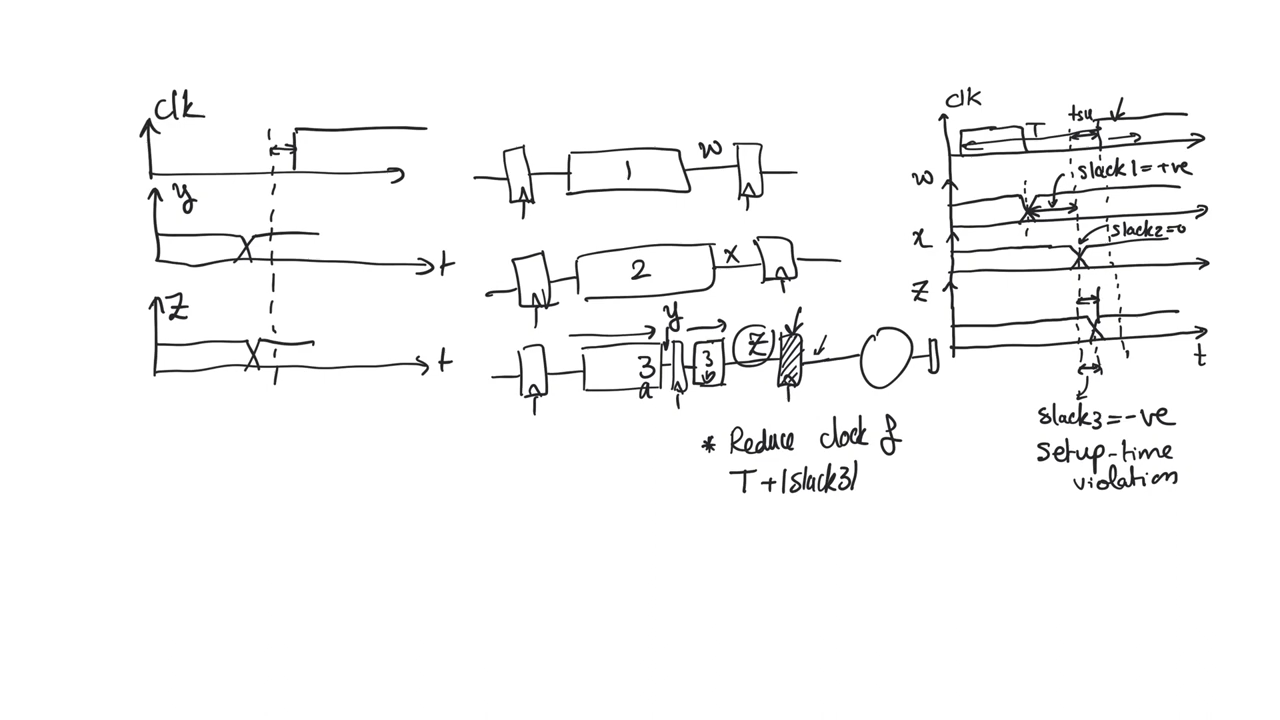 clk
y
t
Z
t
1
w
2
x
y
3
a
3
b
Z
* Reduce clock f
T+|slack3|
clk
T
tsu
w
slack1=+ve
x
slack2=0
Z
t
slack3=-ve
Setup-time
violation